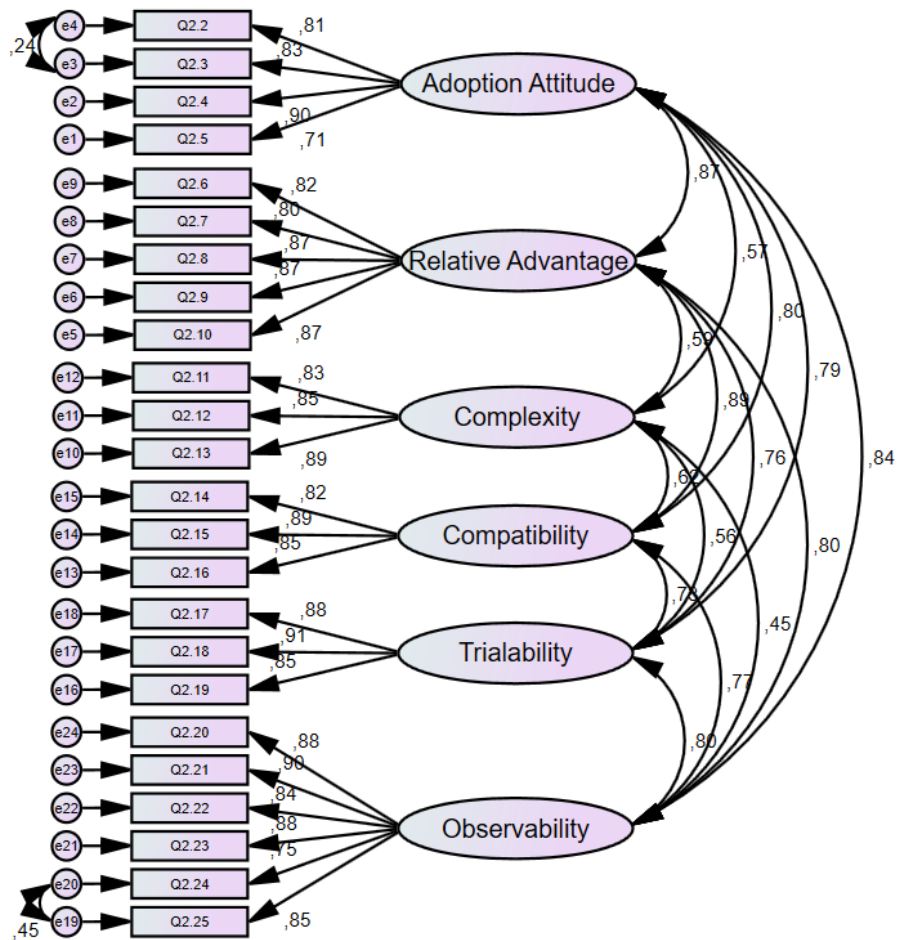 e4 Q2.2 ,81
,24
e3 Q2.3 ,83
Adoption Attitude
e2 Q2.4 ,90
e1 Q2.5 ,71
,87
e9 Q2.6 ,82
e8 Q2.7 ,80
,57
e7 Q2.8 ,87
Relative Advantage
e6 Q2.9 ,87
,80
e5 Q2.10 ,87
,59
,79
e12 Q2.11 ,83
,89
e11 Q2.12 ,85
Complexity
e10 Q2.13 ,89
,76
,84
e15 Q2.14 ,82
e14 Q2.15 ,89
Compatibility
,56
e13 Q2.16 ,85
,80
e18 Q2.17 ,88
,45
e17 Q2.18 ,91
Trialability
e16 Q2.19 ,85
,77
e24 Q2.20 ,88
,80
e23 Q2.21 ,90
e22 Q2.22 ,84
Observability
e21 Q2.23 ,88
e20 Q2.24 ,75
e19 Q2.25 ,85
,45